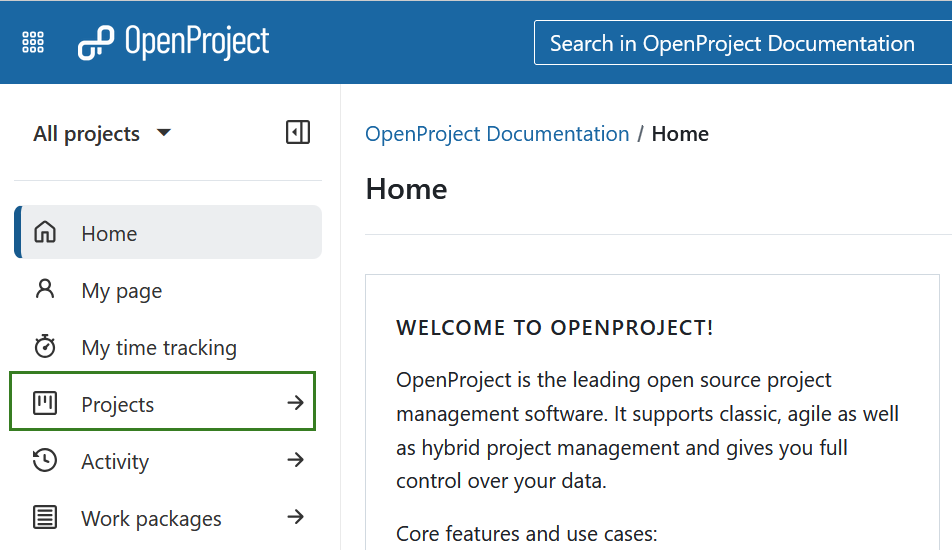 OpenProject
Search in OpenProject Documentation
All projects
Home
My page
My time tracking
Projects
Activity
Work packages
OpenProject Documentation / Home
Home
WELCOME TO OPENPROJECT!
OpenProject is the leading open source project
management software. It supports classic, agile as well
as hybrid project management and gives you full
control over your data.
Core features and use cases: